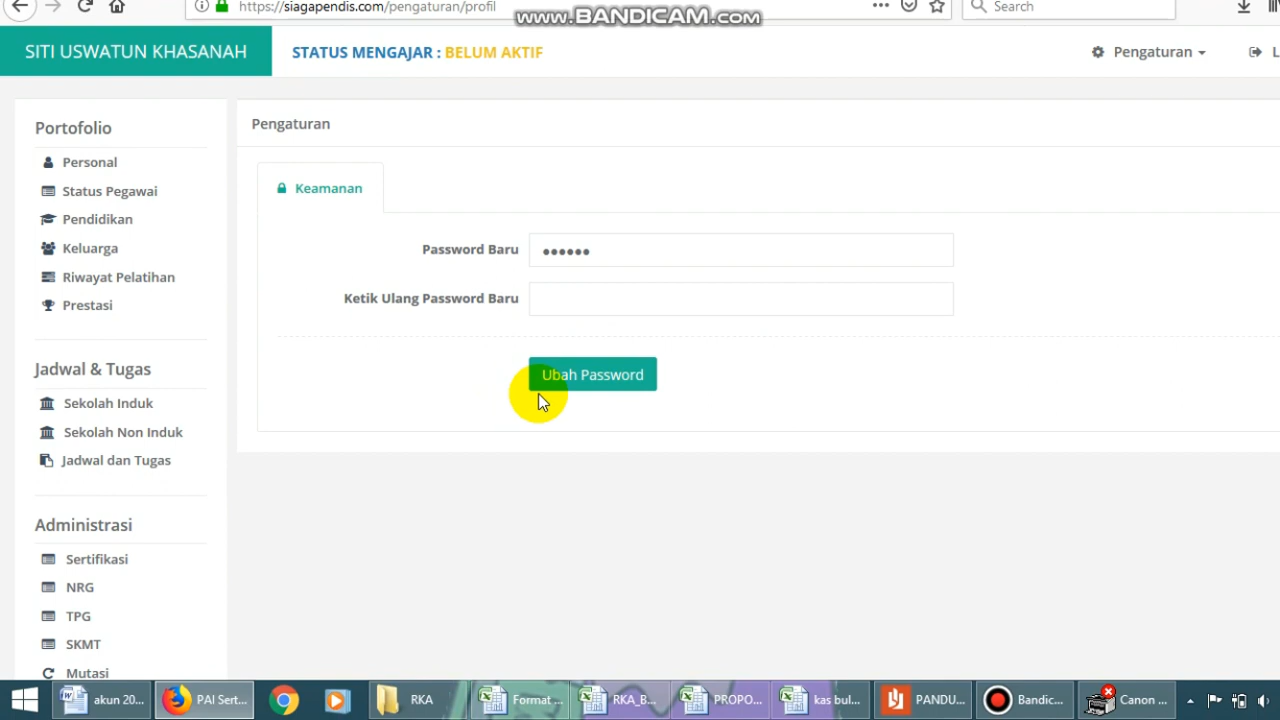 https://siagapendis.com/pengaturan/profil
Search
www.BANDICAM.com
SITI USWATUN KHASANAH
STATUS MENGAJAR : BELUM AKTIF
Pengaturan
L
Portofolio
Personal
Status Pegawai
Pendidikan
Keluarga
Riwayat Pelatihan
Prestasi
Jadwal & Tugas
Sekolah Induk
Sekolah Non Induk
Jadwal dan Tugas
Administrasi
Sertifikasi
NRG
TPG
SKMT
Mutasi
Pengaturan
Keamanan
Password Baru
Ketik Ulang Password Baru
Ubah Password
akun 20...
PAI Sert...
RKA
Format ...
RKA_B...
PROPO...
kas bul...
PANDU...
Bandic...
Canon ...